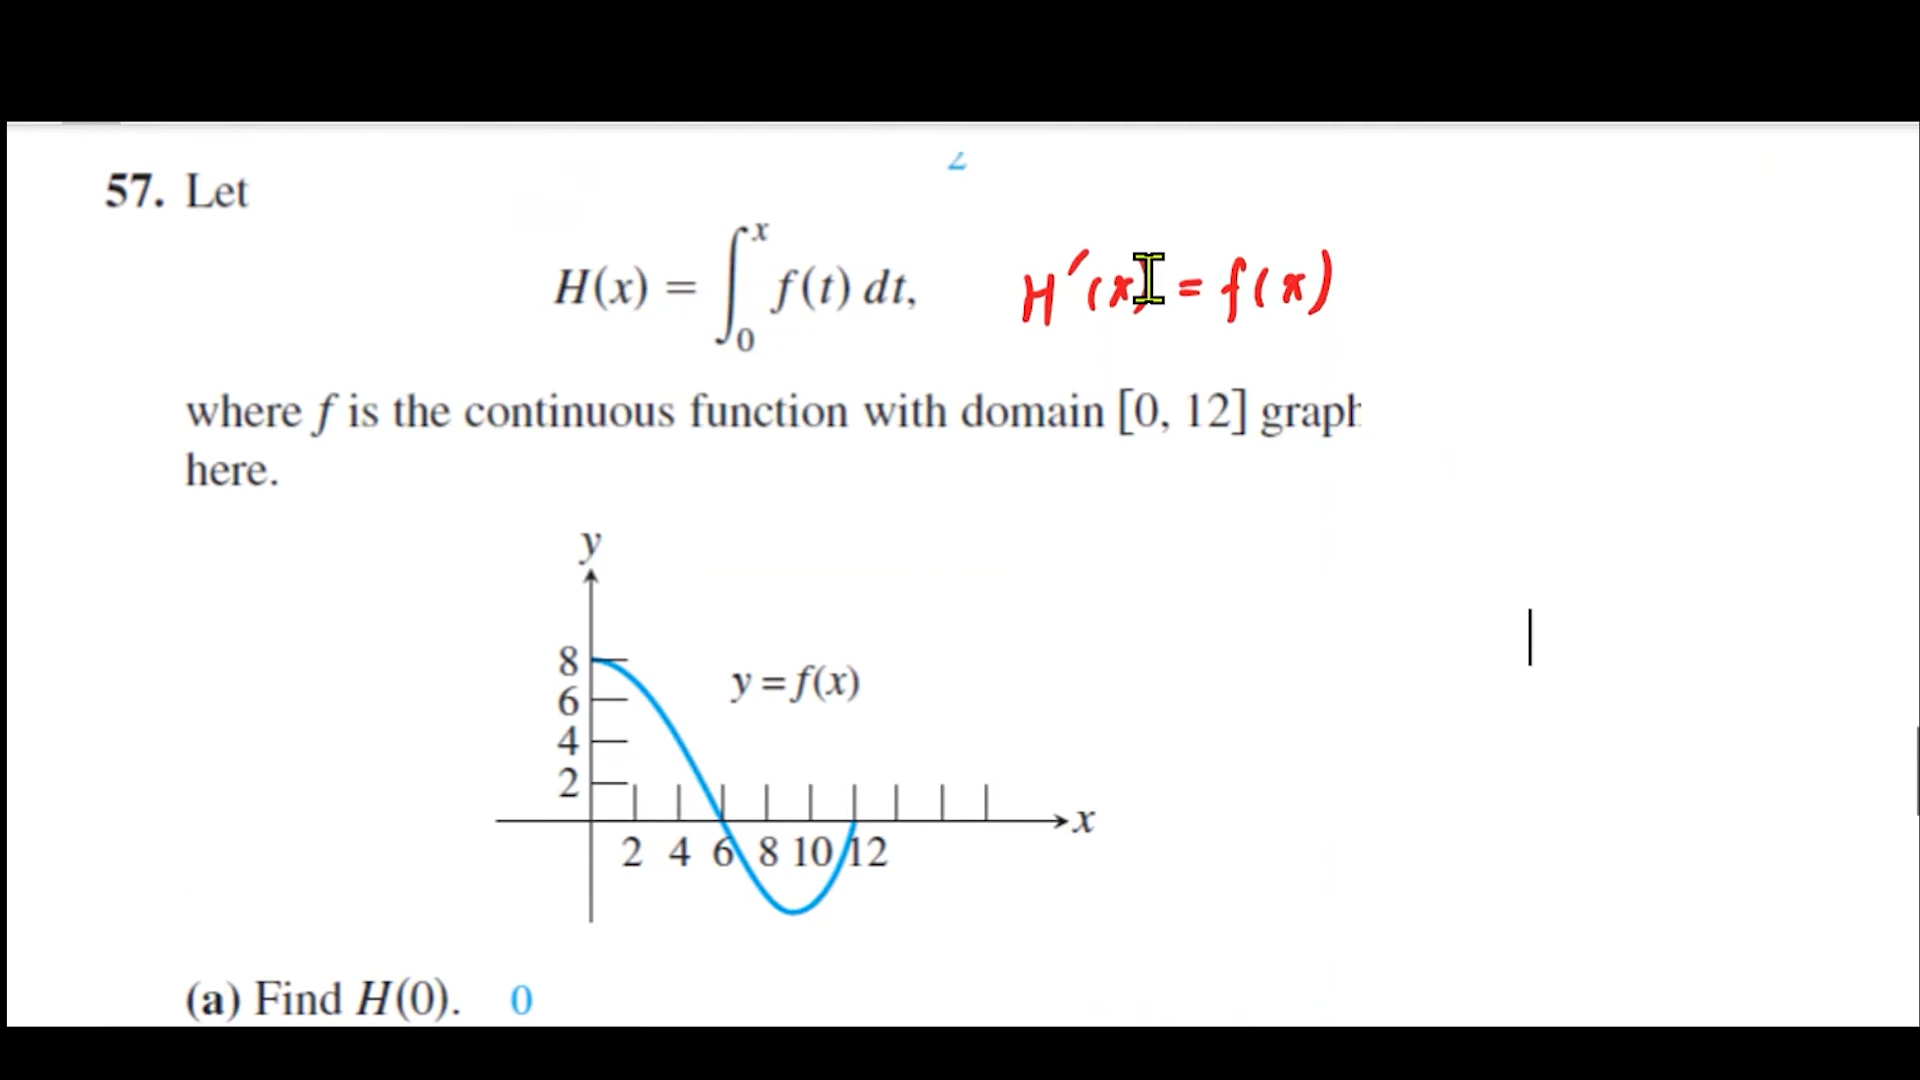 57. Let
H(x) = ∫₀ˣ f(t) dt, H′(x) = f(x)
where f is the continuous function with domain [0, 12] graph
here.
y
8
y = f(x)
6
4
2
x
2 4 6 8 10 12
(a) Find H(0). 0